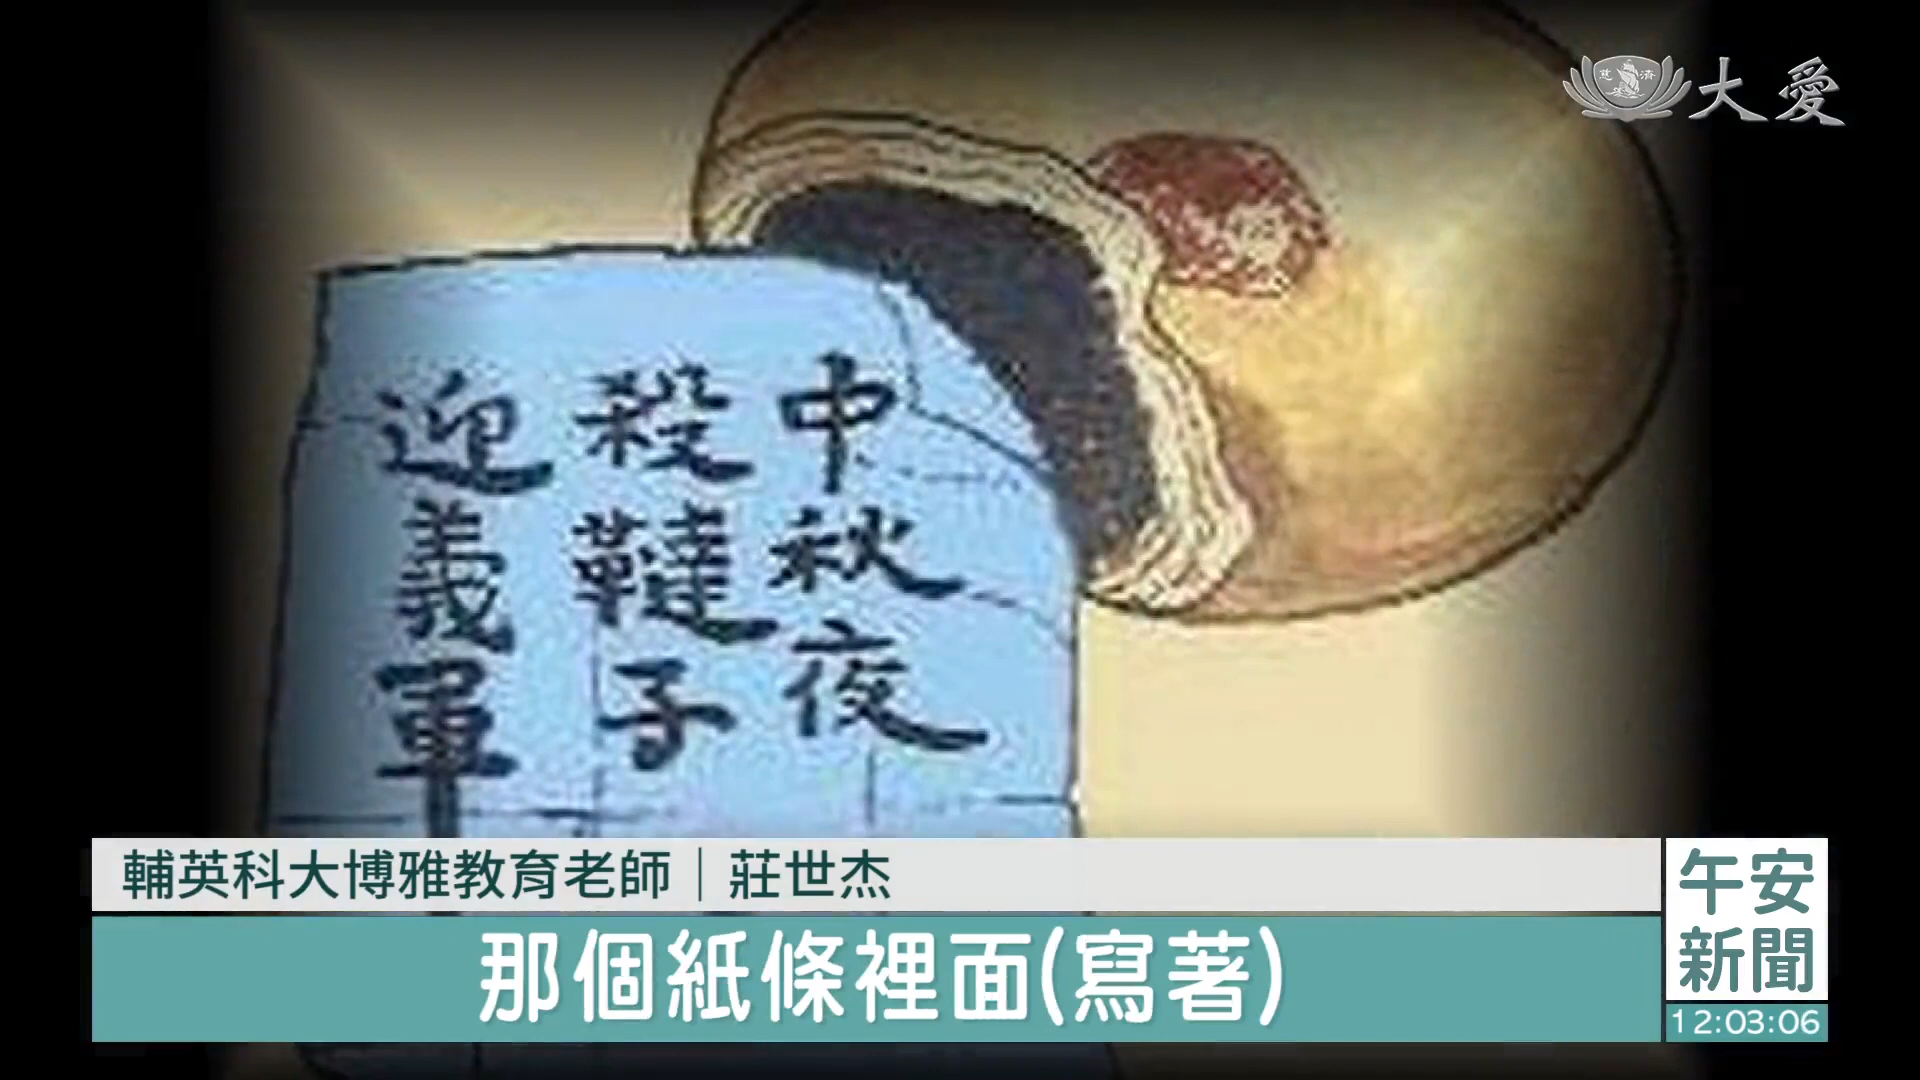 慈濟
大愛
中秋夜
殺韃子
迎義軍
輔英科大博雅教育老師｜莊世杰
那個紙條裡面(寫著)
午安
新聞
12:03:06